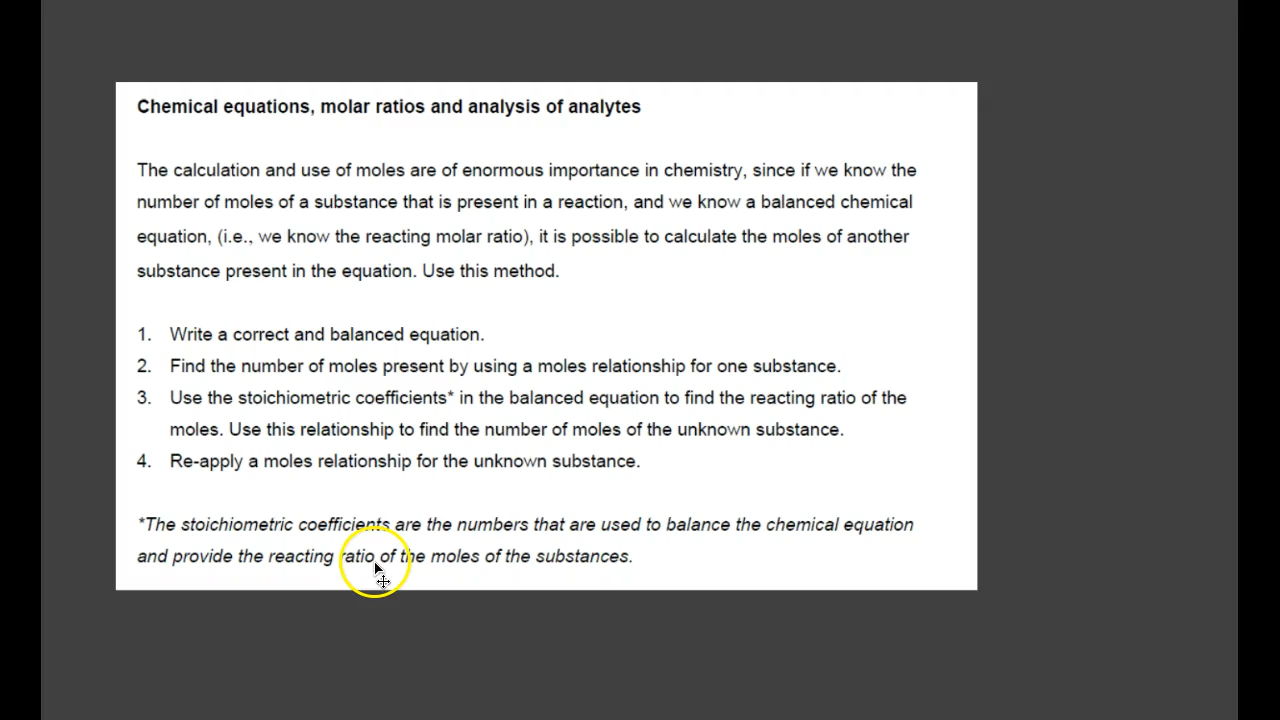 Chemical equations, molar ratios and analysis of analytes
The calculation and use of moles are of enormous importance in chemistry, since if we know the
number of moles of a substance that is present in a reaction, and we know a balanced chemical
equation, (i.e., we know the reacting molar ratio), it is possible to calculate the moles of another
substance present in the equation. Use this method.
1. Write a correct and balanced equation.
2. Find the number of moles present by using a moles relationship for one substance.
3. Use the stoichiometric coefficients* in the balanced equation to find the reacting ratio of the
moles. Use this relationship to find the number of moles of the unknown substance.
4. Re-apply a moles relationship for the unknown substance.
*The stoichiometric coefficients are the numbers that are used to balance the chemical equation
and provide the reacting ratio of the moles of the substances.